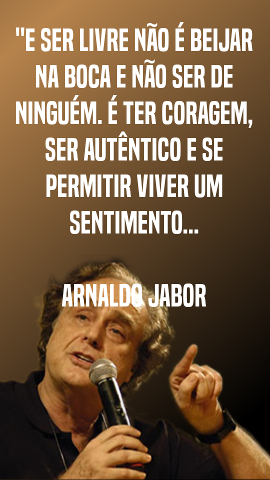 "E SER LIVRE NÃO É BEIJAR
NA BOCA E NÃO SER DE
NINGUÉM. É TER CORAGEM,
SER AUTÊNTICO E SE
PERMITIR VIVER UM
SENTIMENTO...
ARNALDO JABOR